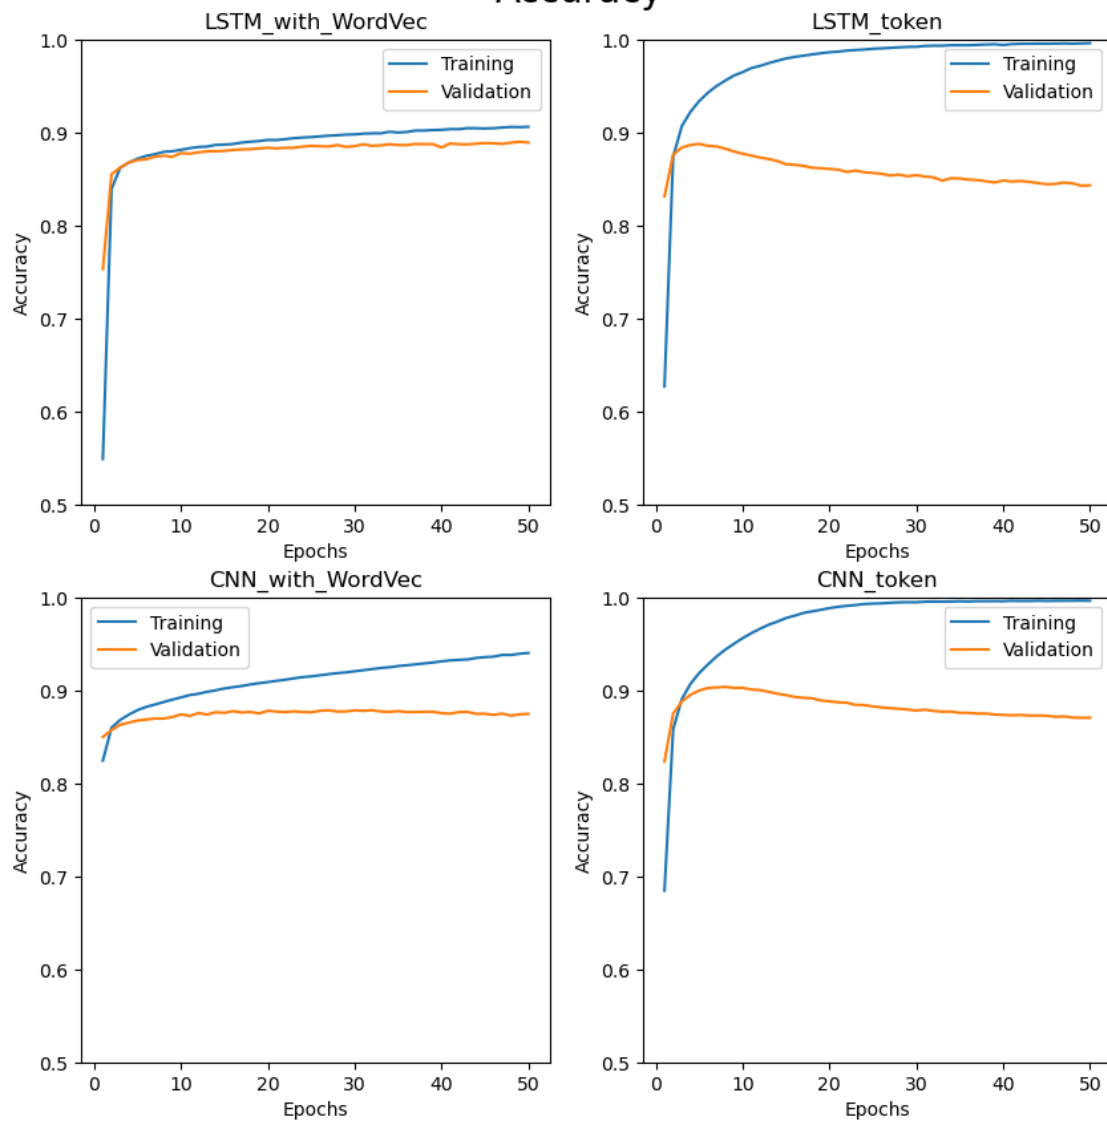 Accuracy
LSTM_with_WordVec
1.0
0.9
0.8
0.7
0.6
0.5
Accuracy
Training
Validation
0 10 20 30 40 50
Epochs
LSTM_token
1.0
0.9
0.8
0.7
0.6
0.5
Accuracy
Training
Validation
0 10 20 30 40 50
Epochs
CNN_with_WordVec
1.0
0.9
0.8
0.7
0.6
0.5
Accuracy
Training
Validation
0 10 20 30 40 50
Epochs
CNN_token
1.0
0.9
0.8
0.7
0.6
0.5
Accuracy
Training
Validation
0 10 20 30 40 50
Epochs